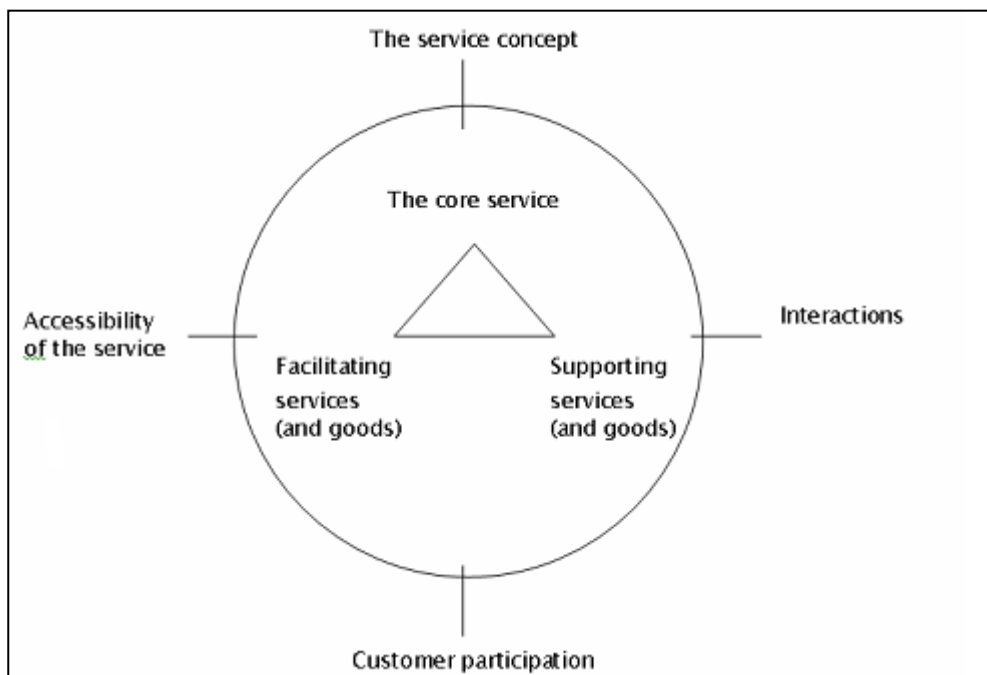 The service concept
The core service
Accessibility
of the service
Interactions
Facilitating
services
(and goods)
Supporting
services
(and goods)
Customer participation